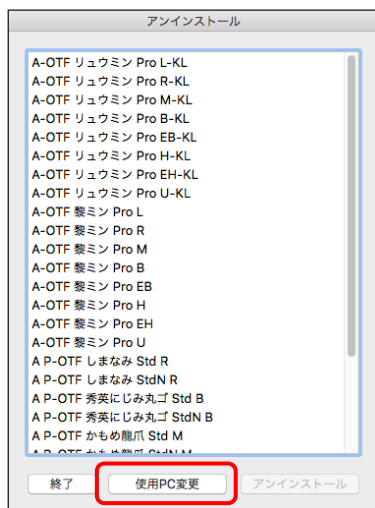 アンインストール
A-OTF リュウミン Pro L-KL
A-OTF リュウミン Pro R-KL
A-OTF リュウミン Pro M-KL
A-OTF リュウミン Pro B-KL
A-OTF リュウミン Pro EB-KL
A-OTF リュウミン Pro H-KL
A-OTF リュウミン Pro EH-KL
A-OTF リュウミン Pro U-KL
A-OTF 黎ミン Pro L
A-OTF 黎ミン Pro R
A-OTF 黎ミン Pro M
A-OTF 黎ミン Pro B
A-OTF 黎ミン Pro EB
A-OTF 黎ミン Pro H
A-OTF 黎ミン Pro EH
A-OTF 黎ミン Pro U
A P-OTF しまなみ Std R
A P-OTF しまなみ StdN R
A P-OTF 秀英にじみ丸ゴ Std B
A P-OTF 秀英にじみ丸ゴ StdN B
A P-OTF かもめ龍爪 Std M
A P-OTF かもめ龍爪 StdN M
終了 使用PC変更 アンインストール